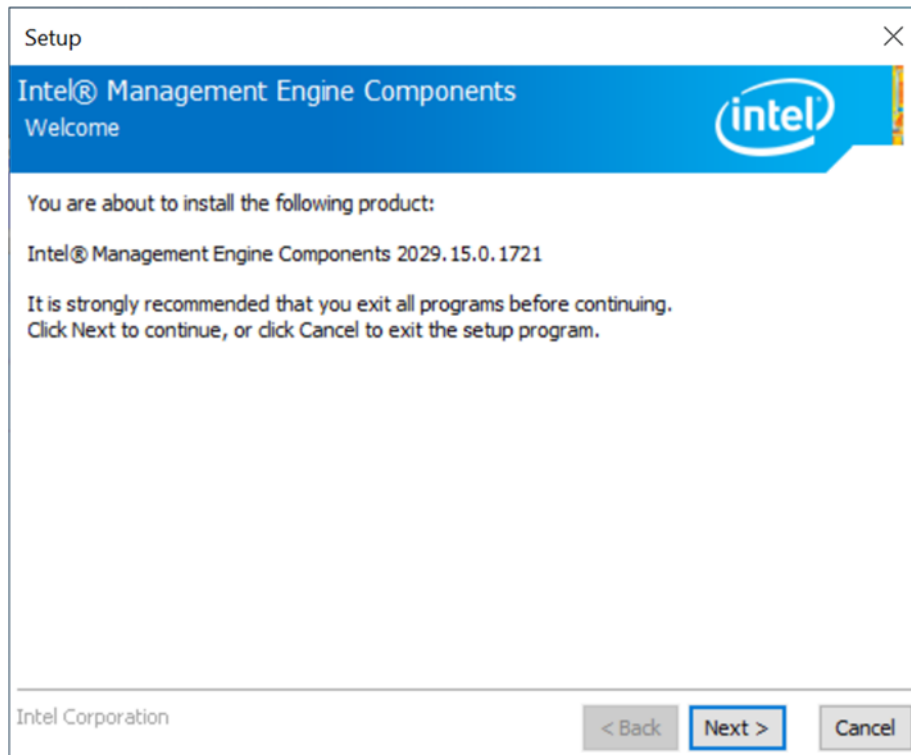 Setup
Intel® Management Engine Components
Welcome
intel®
You are about to install the following product:
Intel® Management Engine Components 2029.15.0.1721
It is strongly recommended that you exit all programs before continuing.
Click Next to continue, or click Cancel to exit the setup program.
Intel Corporation
< Back
Next >
Cancel